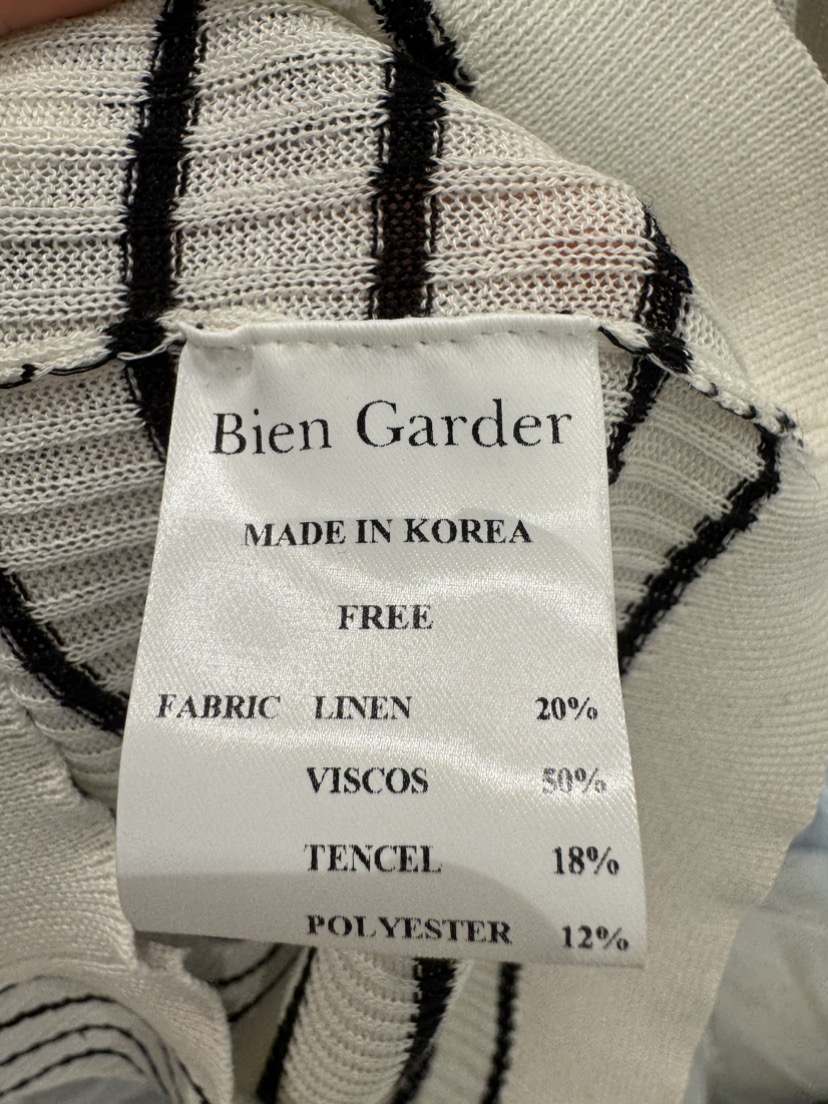 Bien Garder
MADE IN KOREA
FREE
FABRIC LINEN 20%
VISCOS 50%
TENCEL 18%
POLYESTER 12%